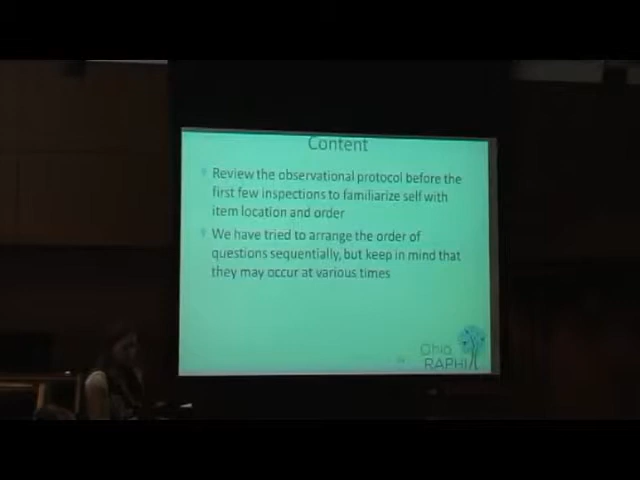 Content
Review the observational protocol before the
first few inspections to familiarize self with
item location and order
We have tried to arrange the order of
questions sequentially, but keep in mind that
they may occur at various times
Ohio
RAPHI